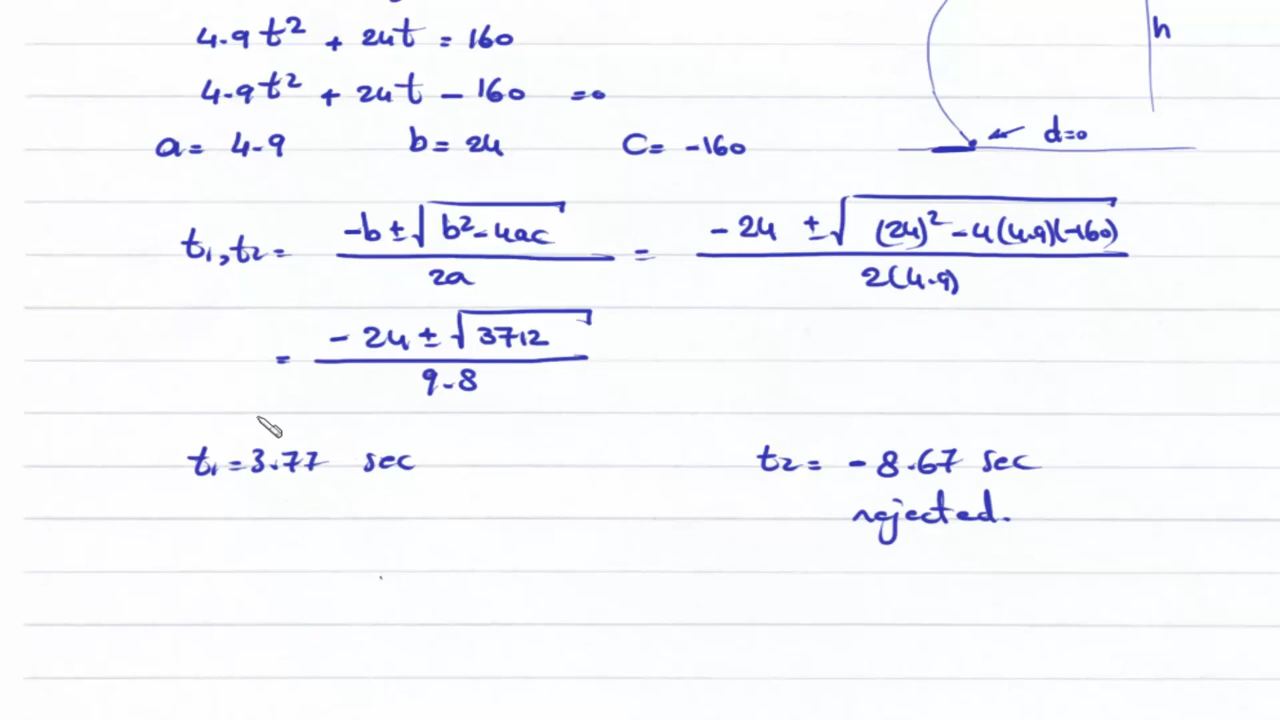 4.9t² + 24t = 160
h
4.9t² + 24t - 160 = 0
d=0
a = 4.9 b = 24 C = -160
t₁,t₂ = (-b ± √(b² - 4ac)) / 2a = (-24 ± √((24)² - 4(4.9)(-160))) / 2(4.9)
= (-24 ± √3712) / 9.8
t₁ = 3.77 sec t₂ = -8.67 sec
rejected.